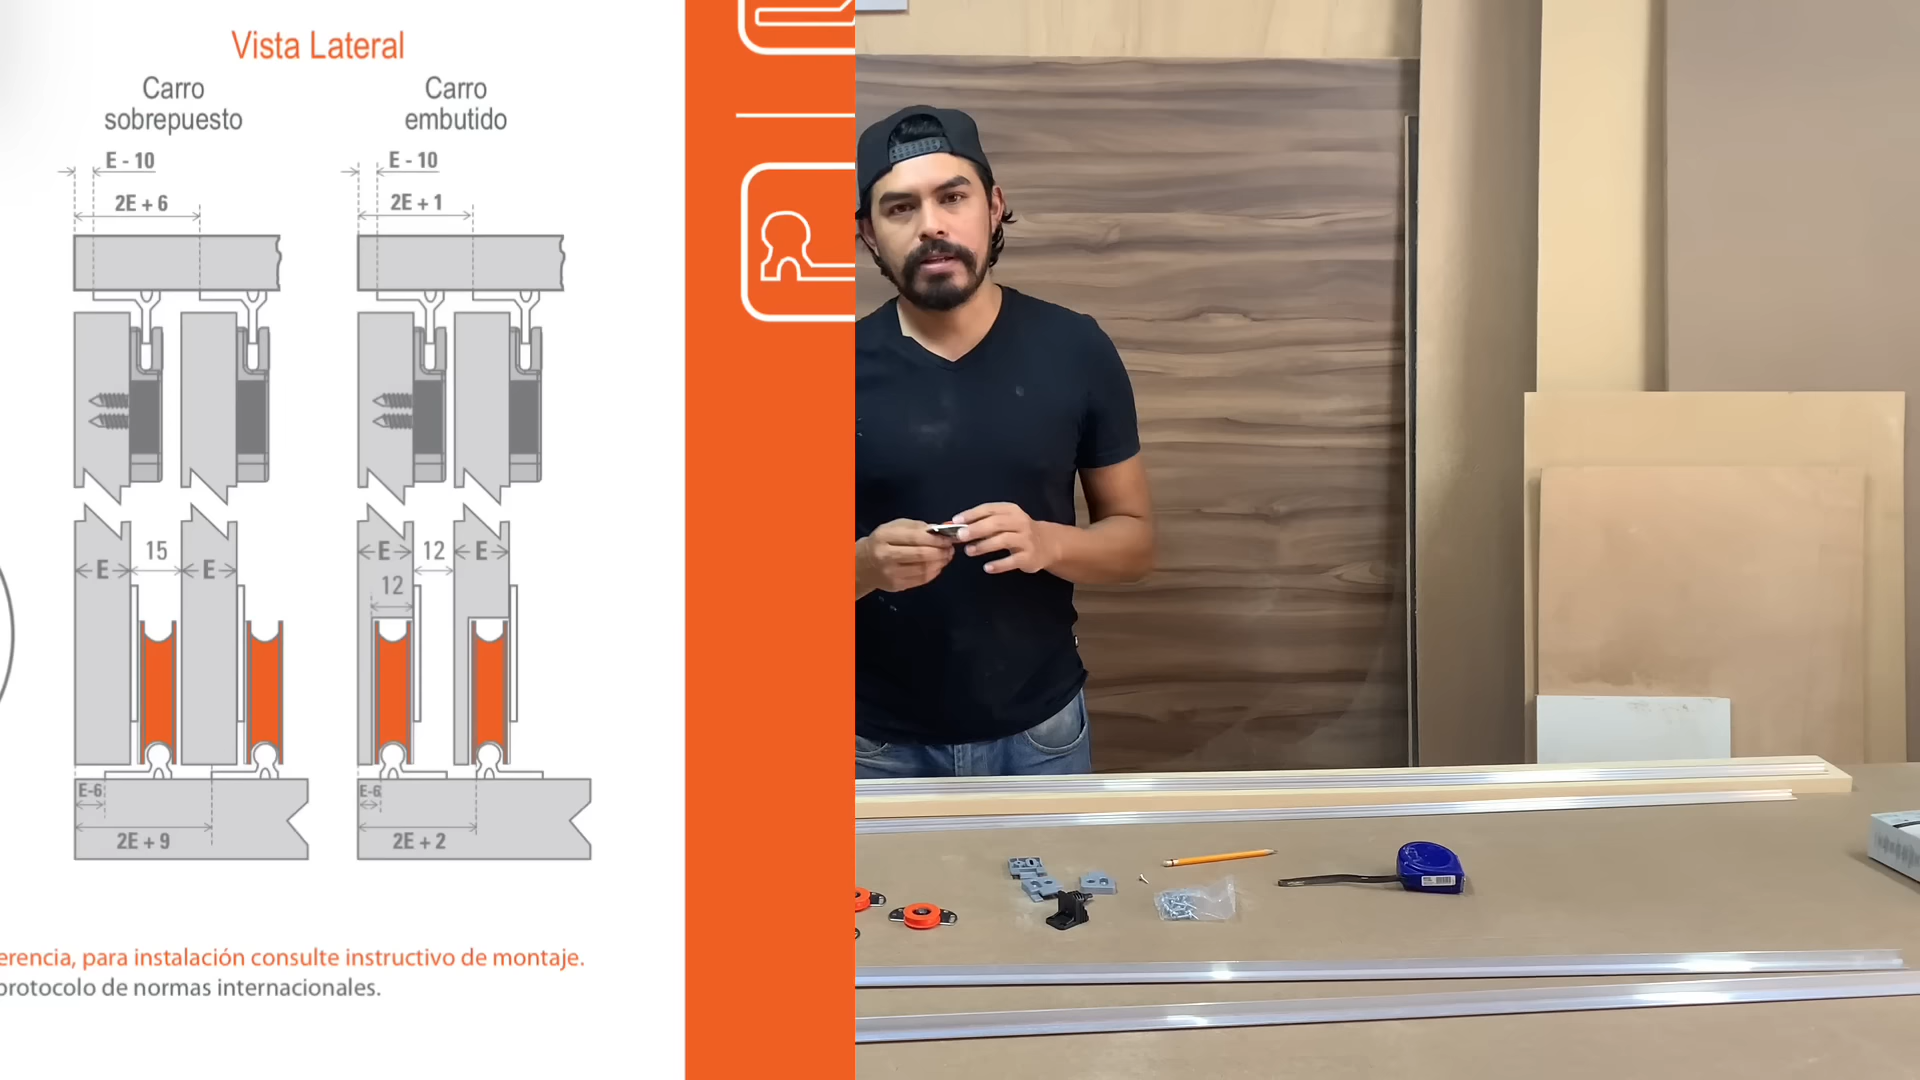 Vista Lateral
Carro
sobrepuesto
Carro
embutido
E - 10
E - 10
2E + 6
2E + 1
15
E
E
E
12
E
12
E-6
E-6
2E + 9
2E + 2
erencia, para instalación consulte instructivo de montaje.
protocolo de normas internacionales.